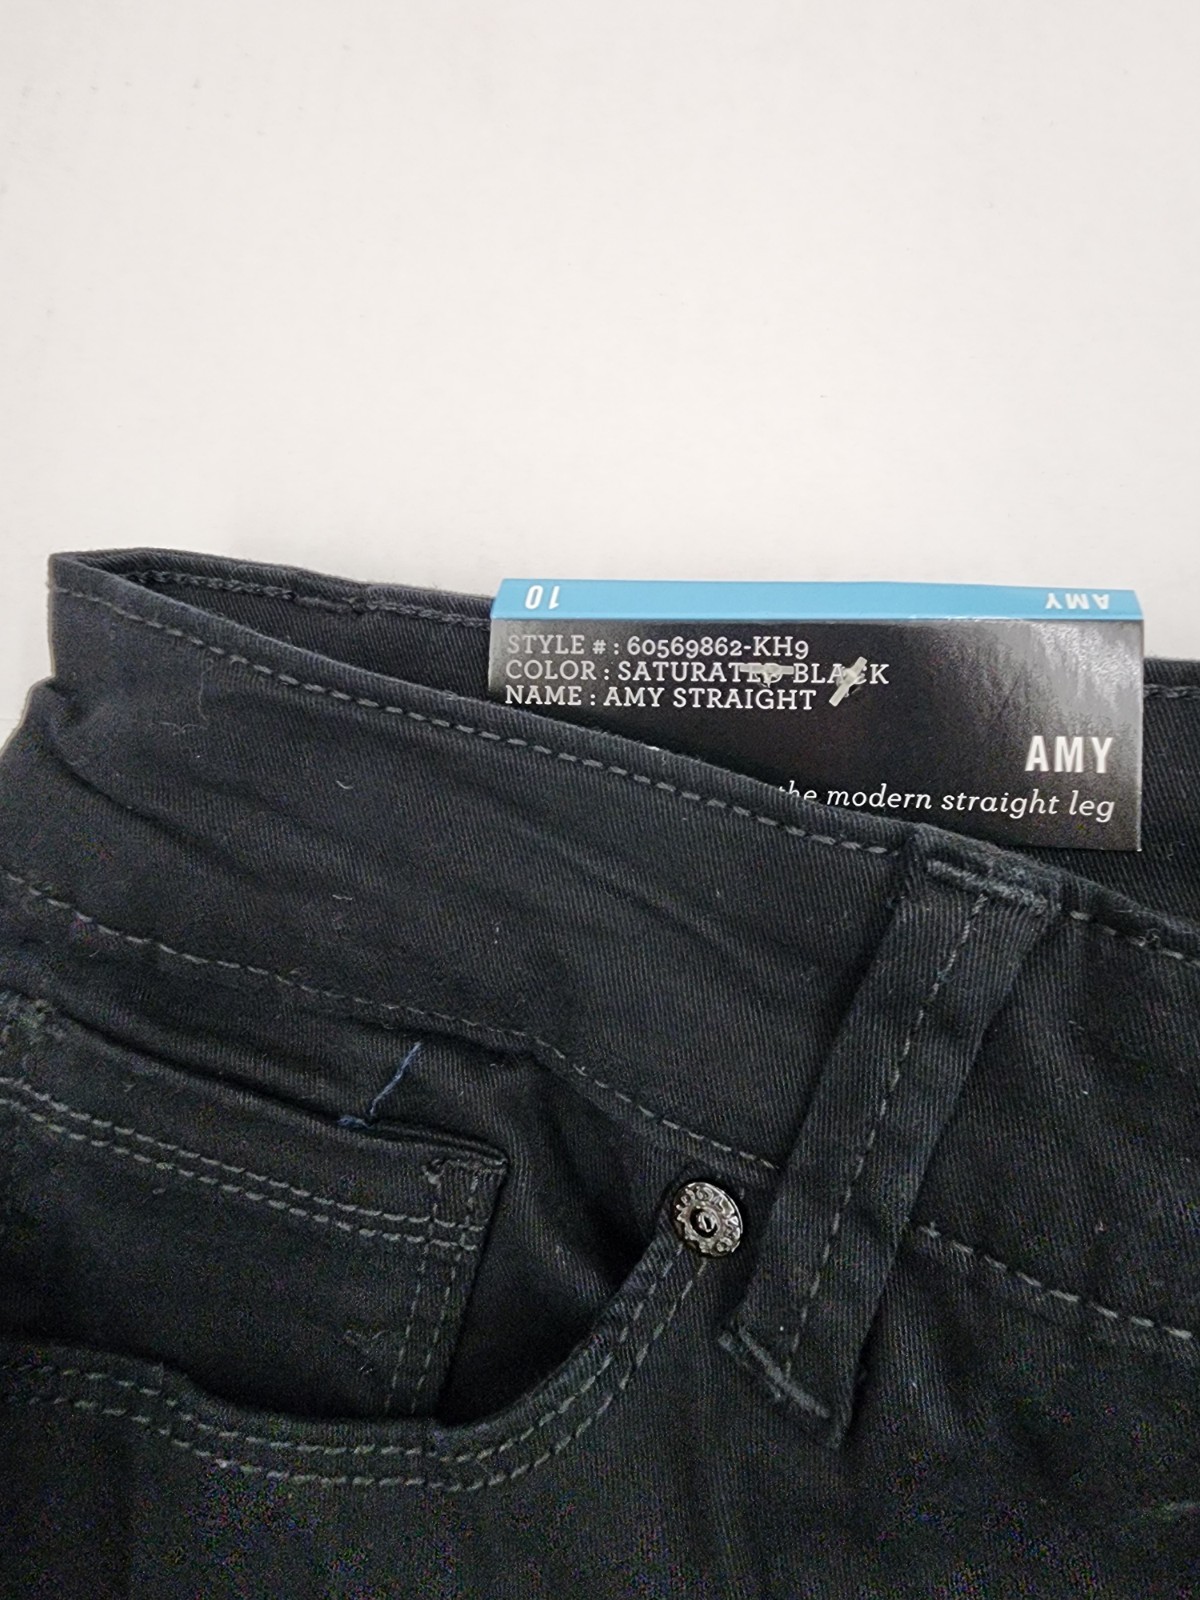 10 AMY
STYLE # : 60569862-KH9
COLOR : SATURATED BLACK
NAME : AMY STRAIGHT
AMY
the modern straight leg